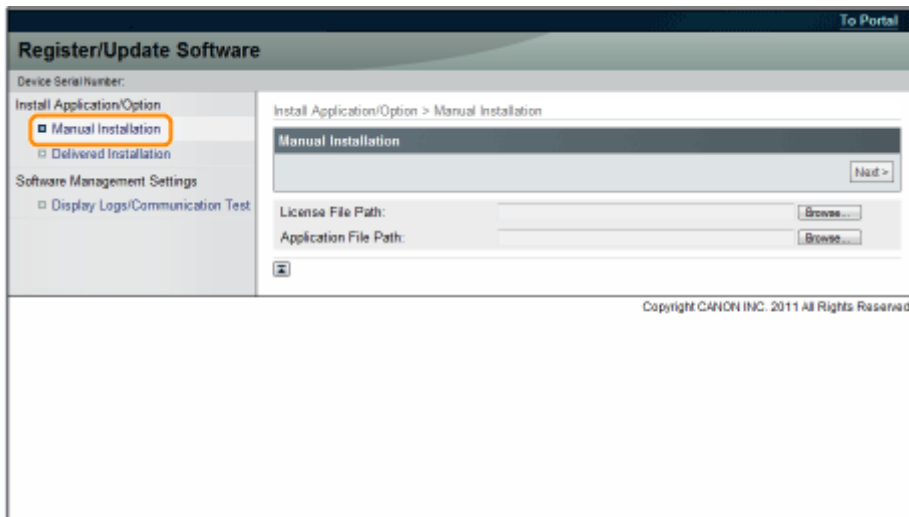 To Portal
Register/Update Software
Device Serial Number:
Install Application/Option
Manual Installation
Delivered Installation
Software Management Settings
Display Logs/Communication Test
Install Application/Option > Manual Installation
Manual Installation
Next >
License File Path:
Browse...
Application File Path:
Browse...
Copyright CANON INC. 2011 All Rights Reserved